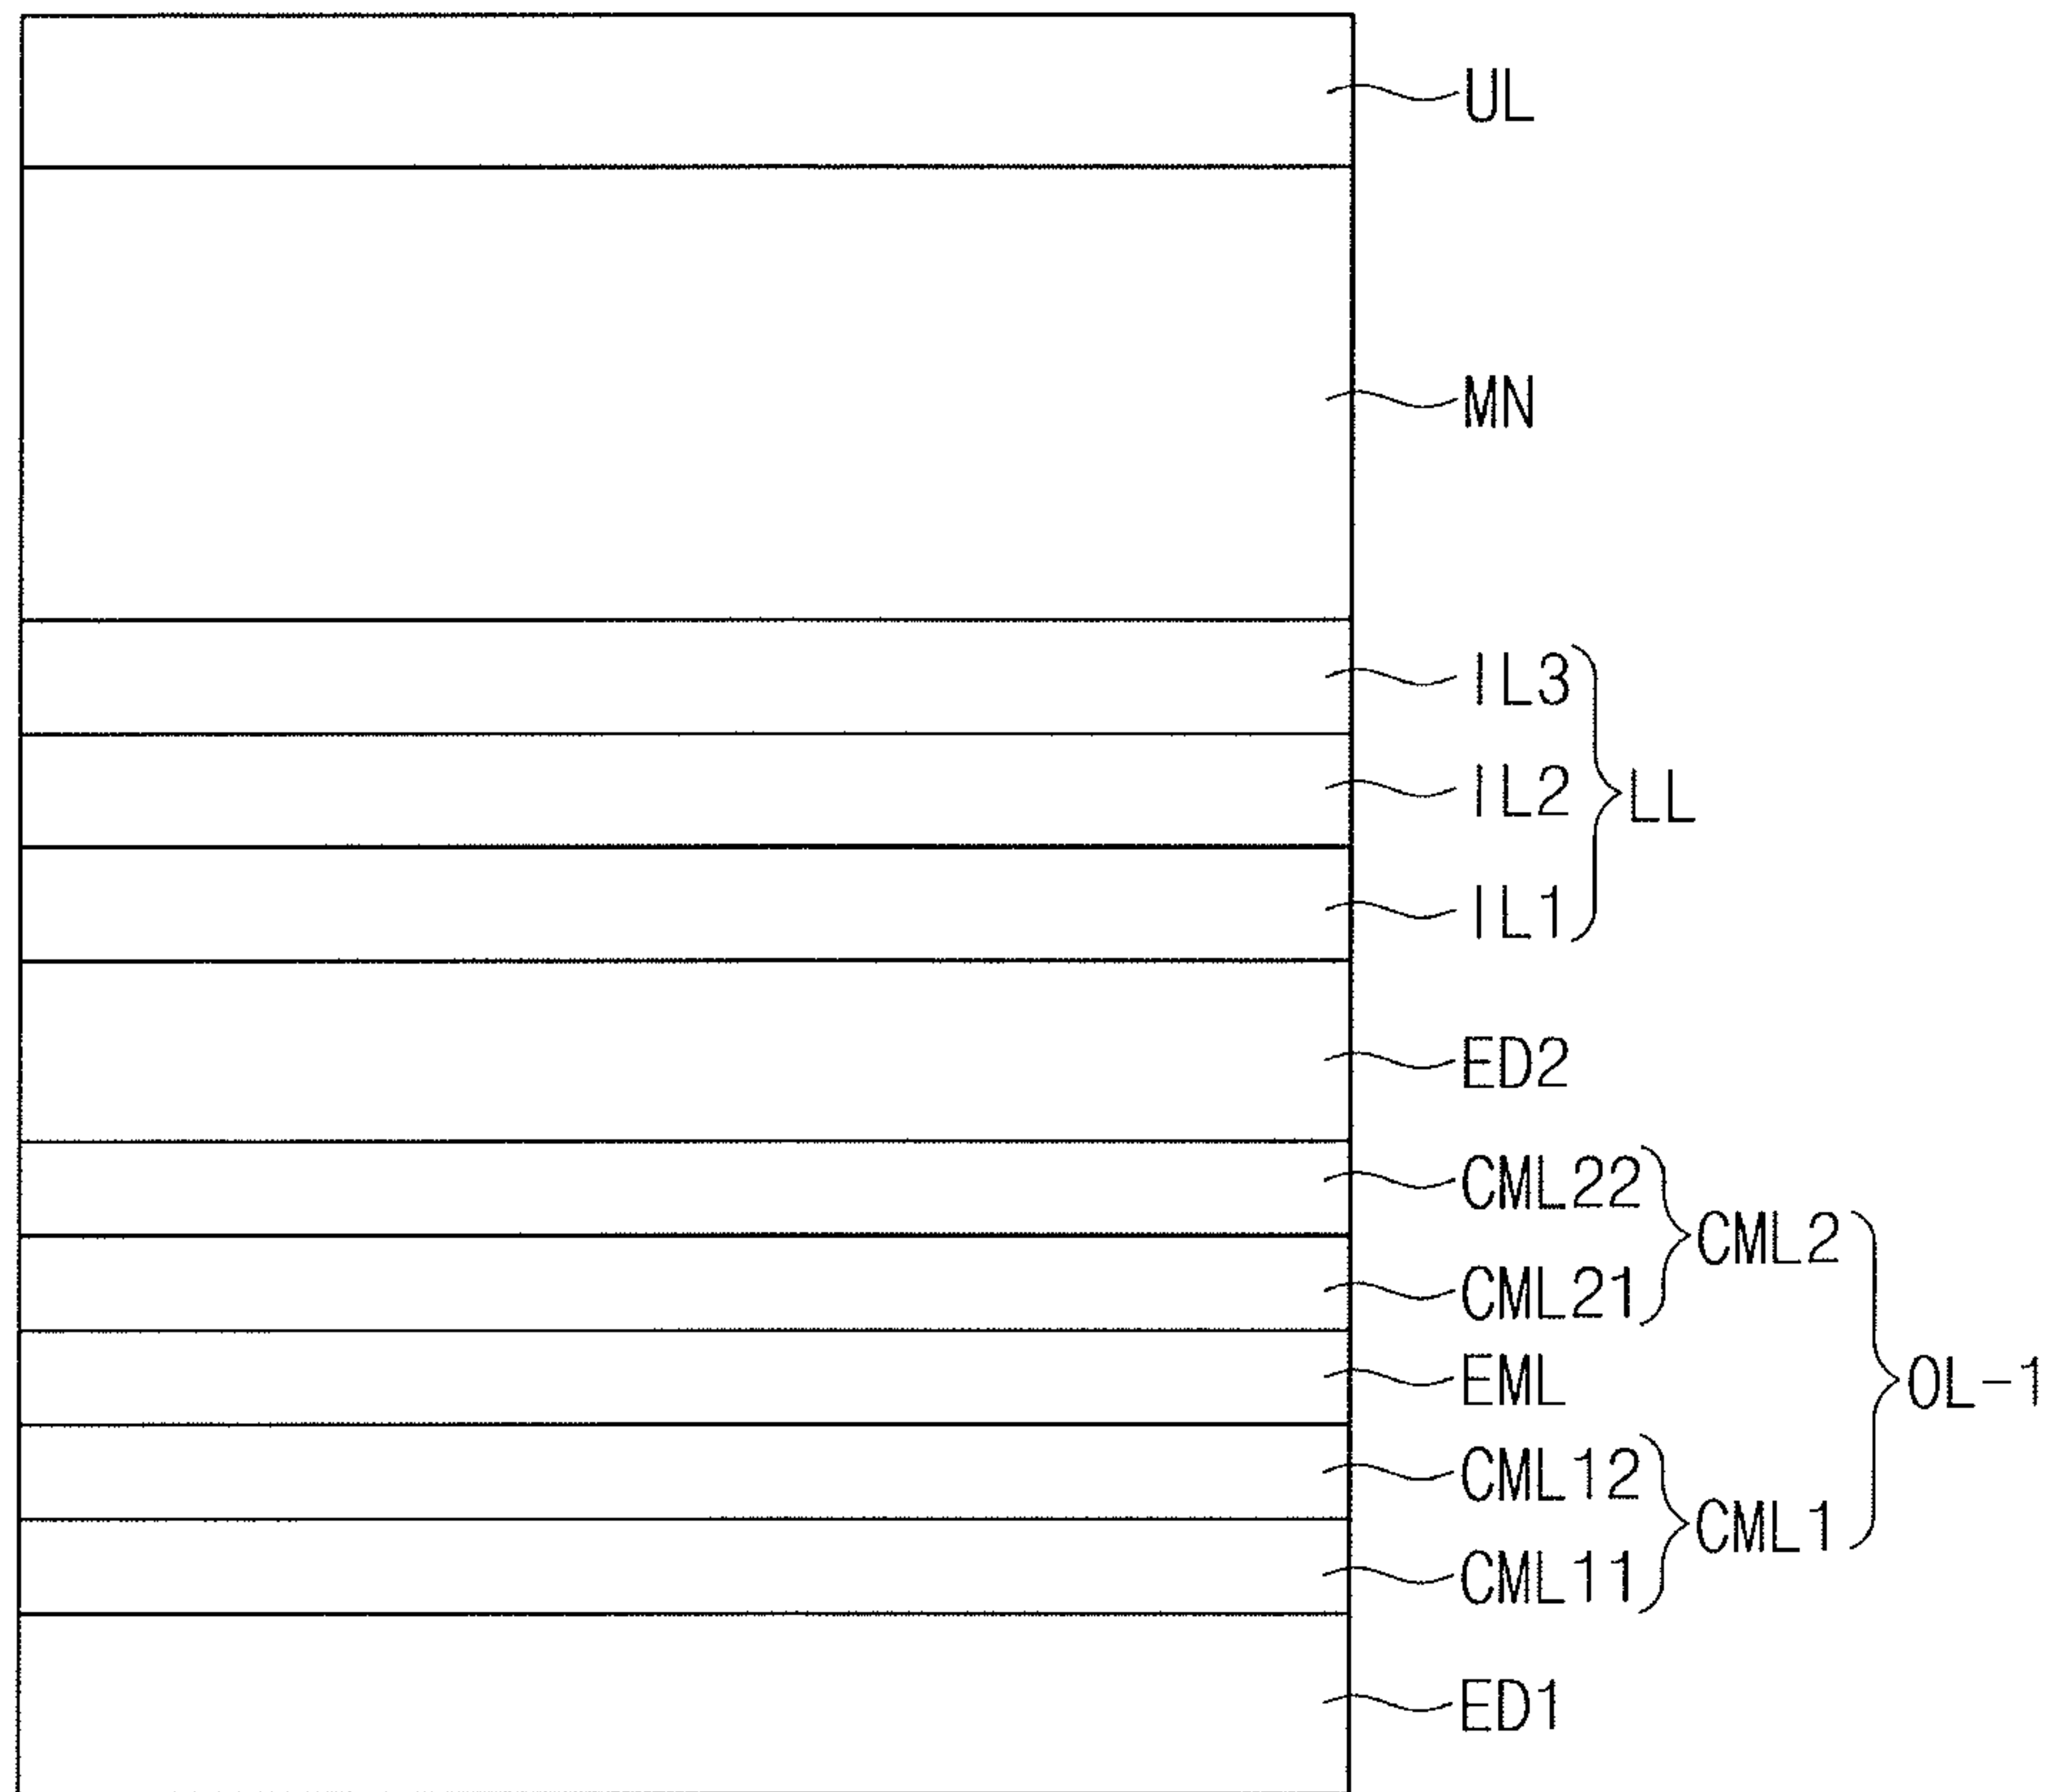 UL
MN
IL3
IL2
LL
IL1
ED2
CML22
CML2
CML21
EML
OL-1
CML12
CML1
CML11
ED1